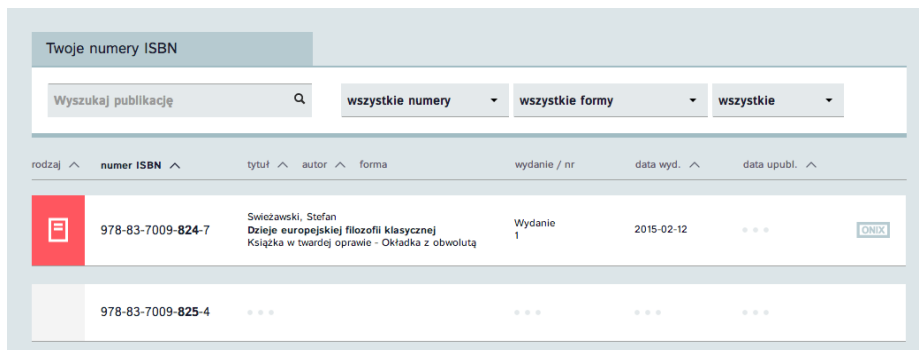 Twoje numery ISBN
Wyszukaj publikację
wszystkie numery
wszystkie formy
wszystkie
rodzaj numer ISBN tytuł autor forma wydanie / nr data wyd. data upubl.
978-83-7009-824-7
Swieżawski, Stefan
Dzieje europejskiej filozofii klasycznej
Książka w twardej oprawie - Okładka z obwolutą
Wydanie
1
2015-02-12
ONIX
978-83-7009-825-4